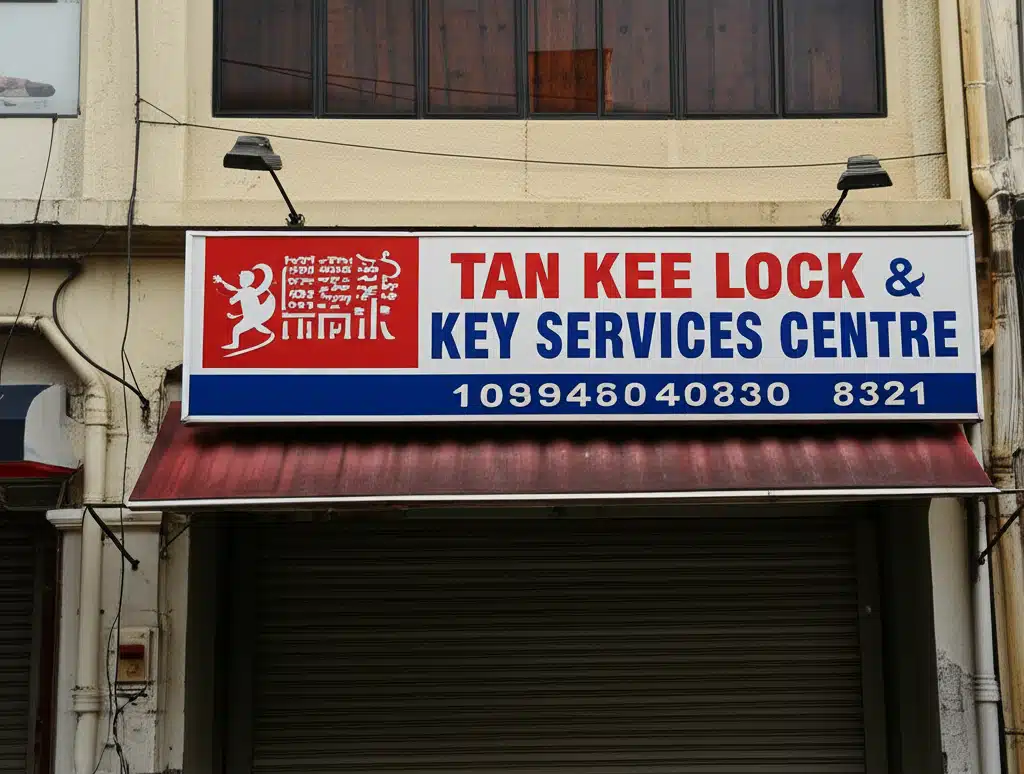 TAN KEE LOCK &
KEY SERVICES CENTRE
109946040830 8321